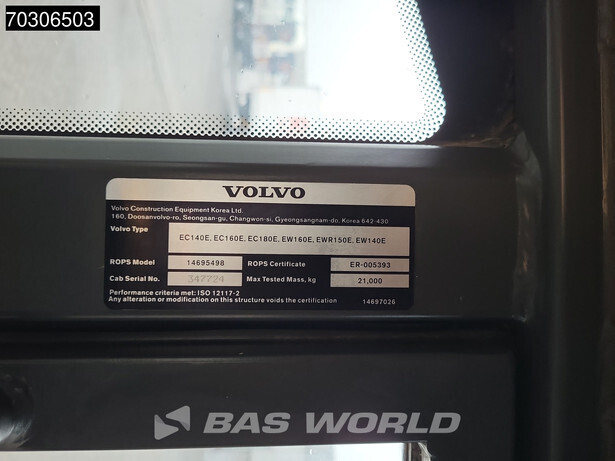 70306503
VOLVO
Volvo Construction Equipment Korea Ltd.
160, Doosanvolvo-ro, Seongsan-gu, Changwon-si, Gyeongsangnam-do, Korea 642-430
Volvo Type EC140E, EC160E, EC180E, EW160E, EWR150E, EW140E
ROPS Model 14695498 ROPS Certificate ER-005393
Cab Serial No. 347724 Max Tested Mass, kg 21,000
Performance criteria met: ISO 12117-2
Any alteration or modification on this structure voids the certification 14697026
BAS WORLD